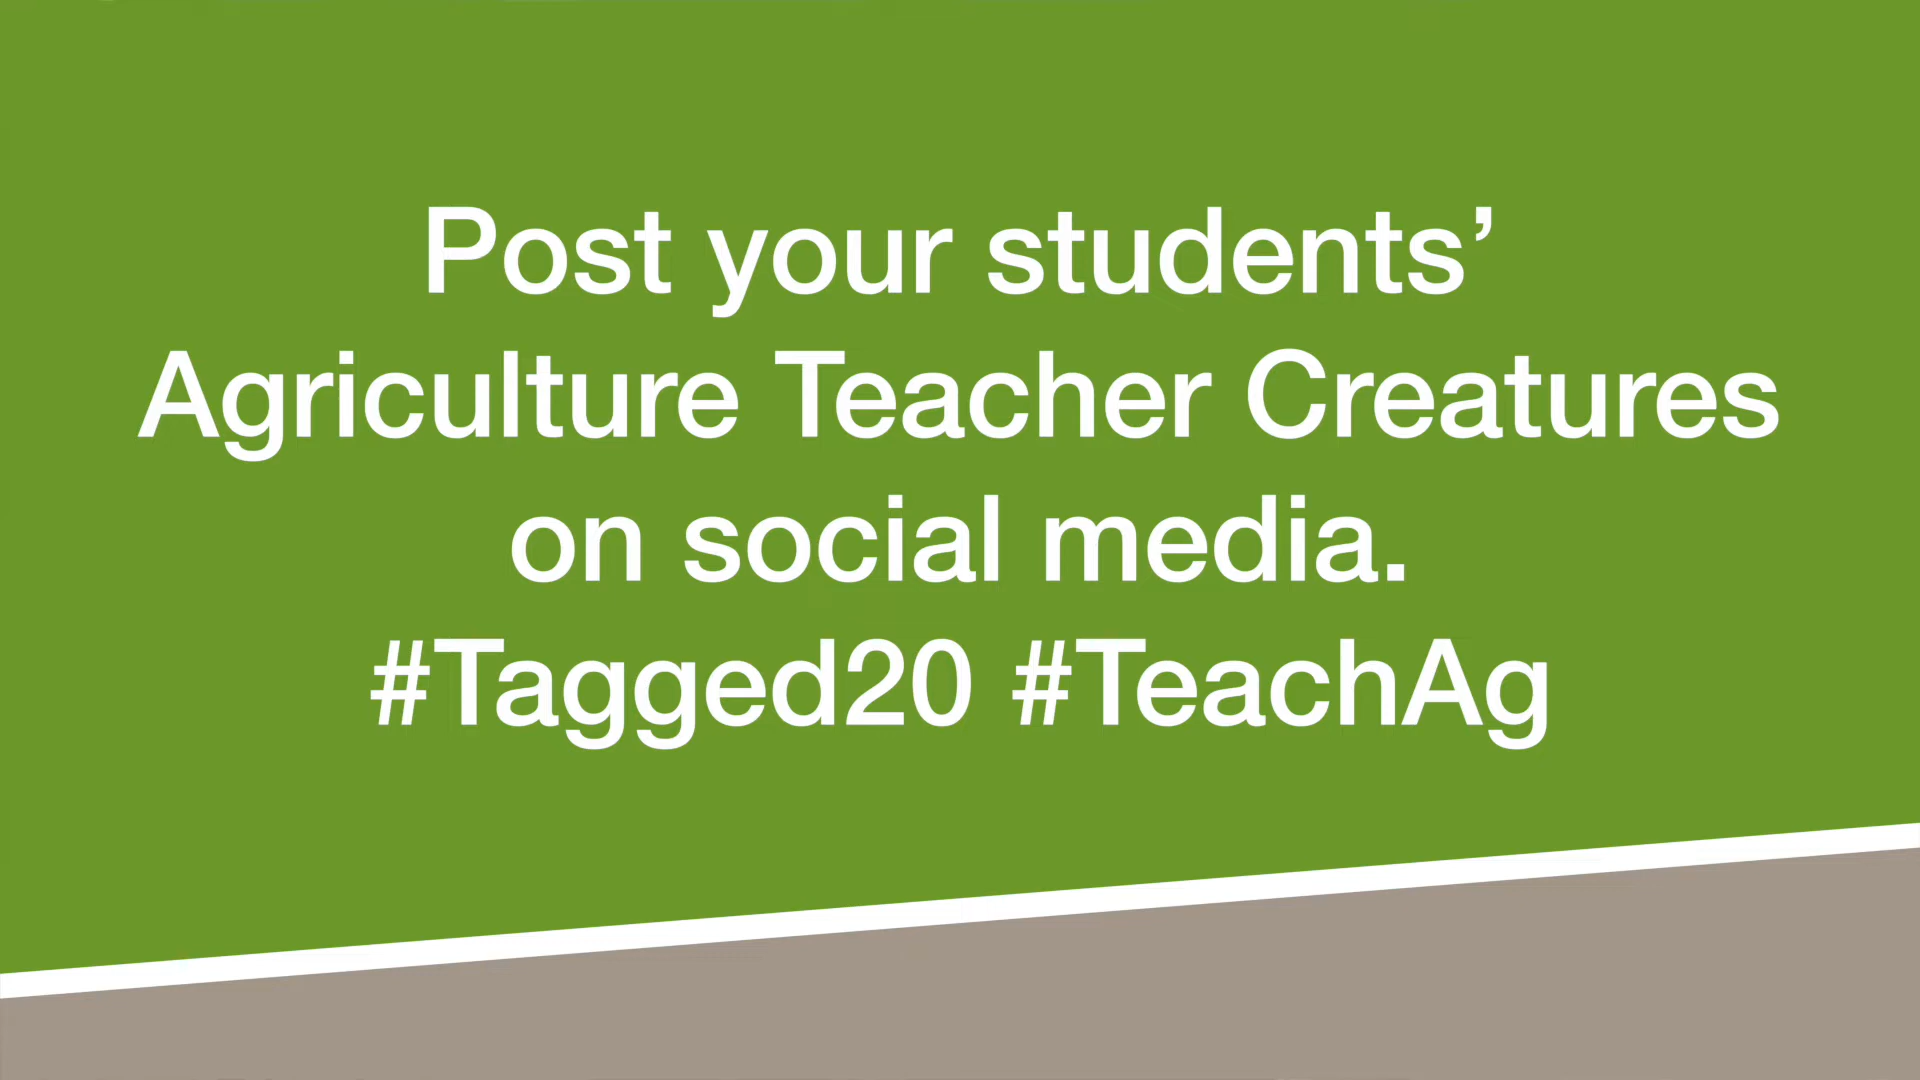 Post your students’
Agriculture Teacher Creatures
on social media.
#Tagged20 #TeachAg